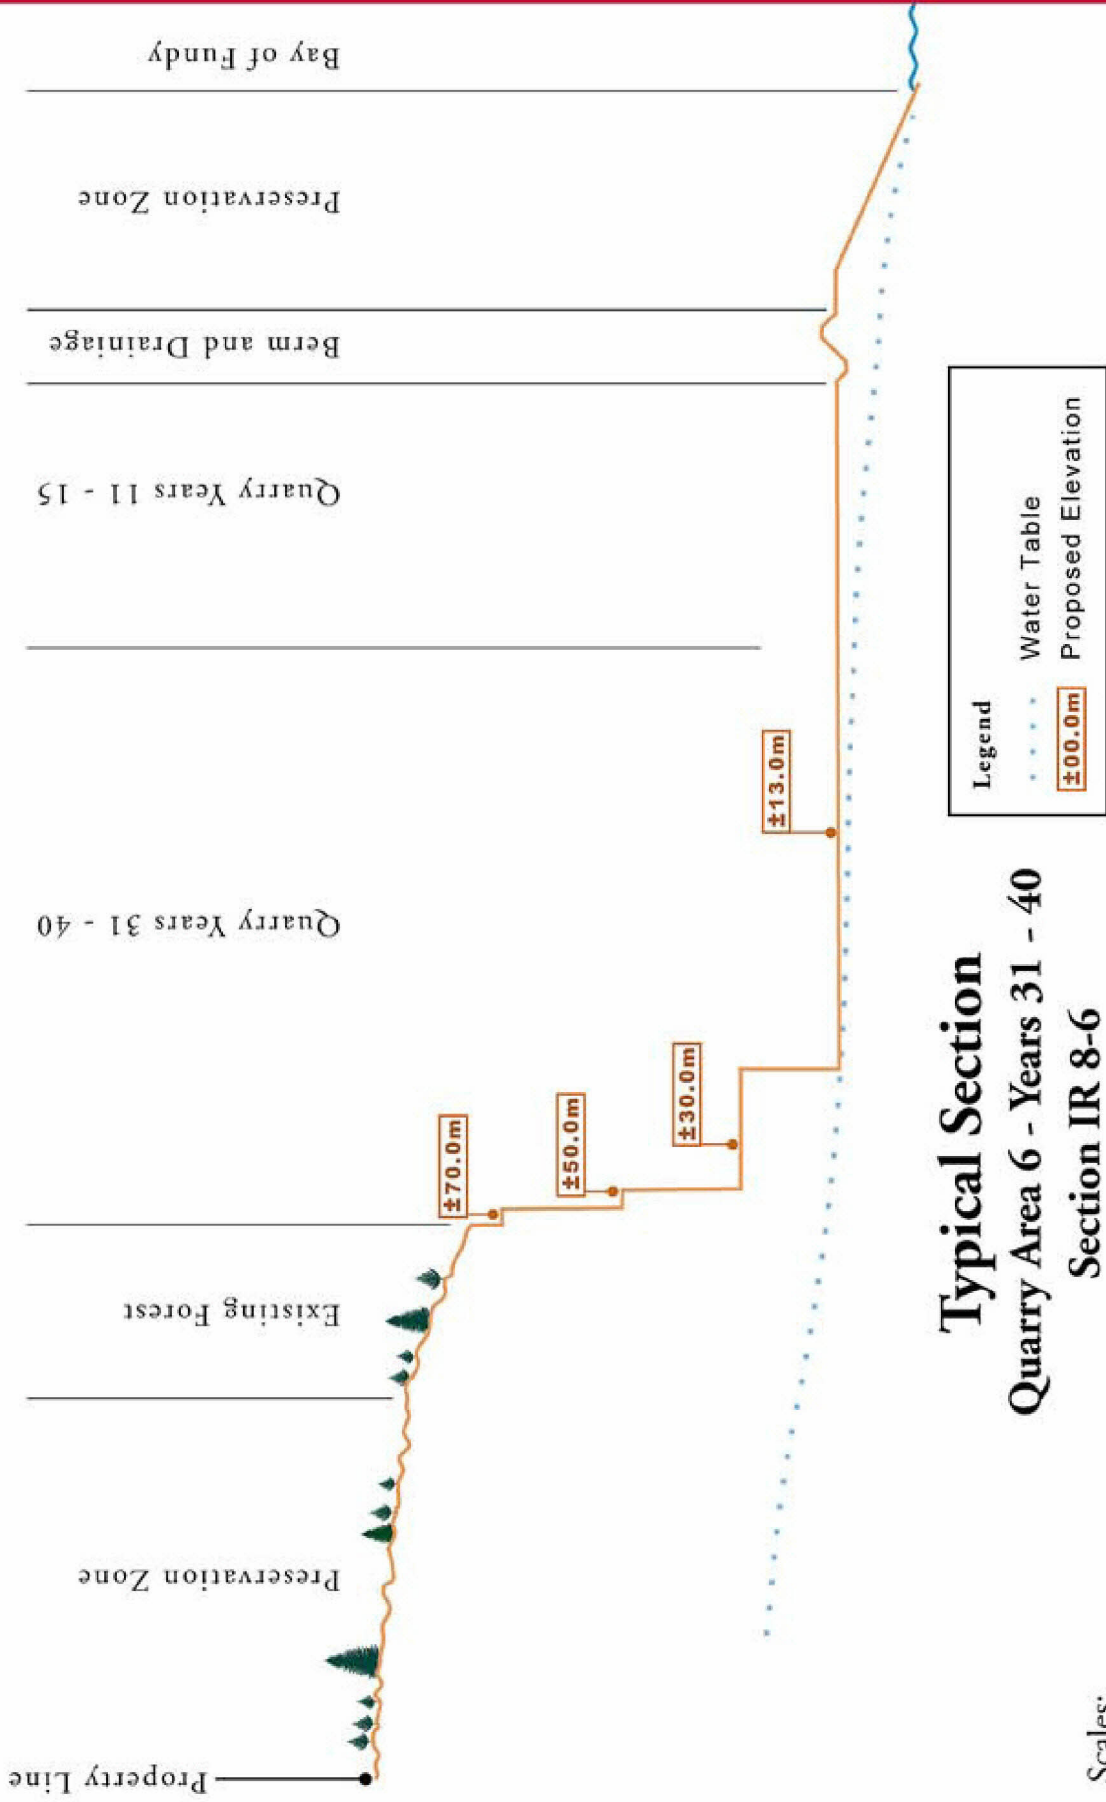 Property Line
Preservation Zone
Existing Forest
Quarry Years 31 - 40
Quarry Years 11 - 15
Berm and Drainiage
Preservation Zone
Bay of Fundy
±70.0m
±50.0m
±30.0m
±13.0m
Typical Section
Quarry Area 6 - Years 31 - 40
Section IR 8-6
Legend
Water Table
±00.0m Proposed Elevation
Scales: